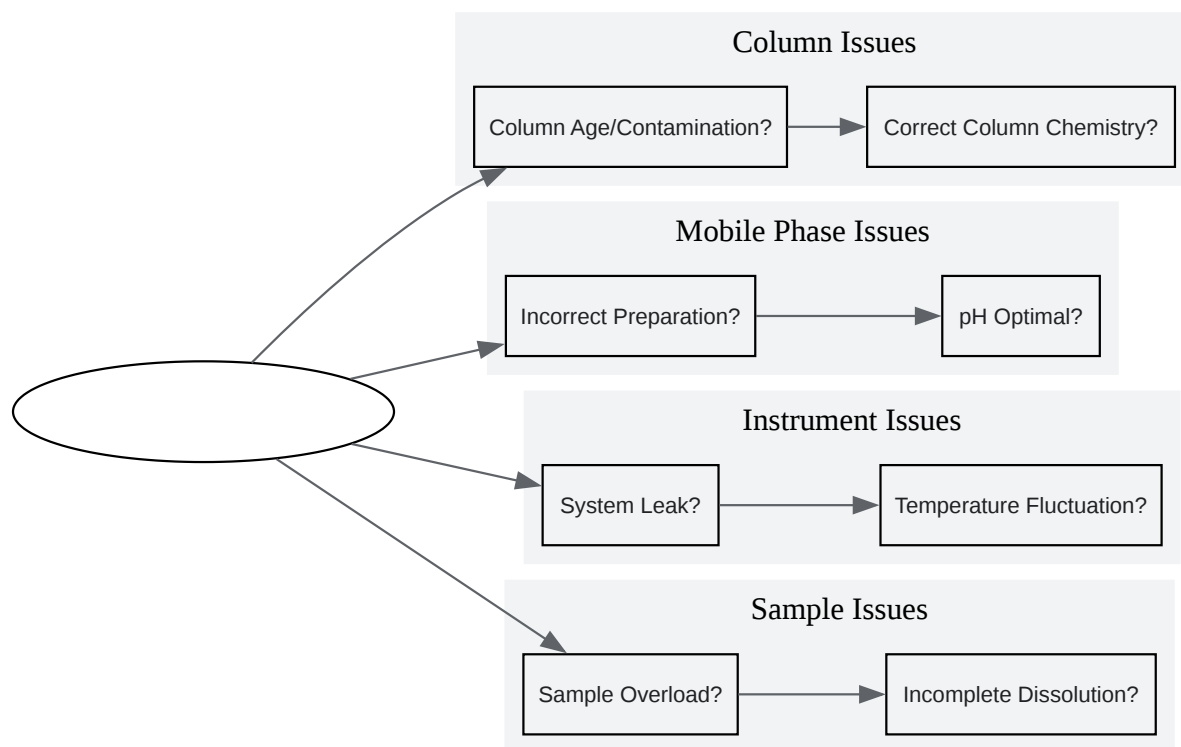 Column Issues
Column Age/Contamination?
Correct Column Chemistry?
Mobile Phase Issues
Incorrect Preparation?
pH Optimal?
Instrument Issues
System Leak?
Temperature Fluctuation?
Sample Issues
Sample Overload?
Incomplete Dissolution?